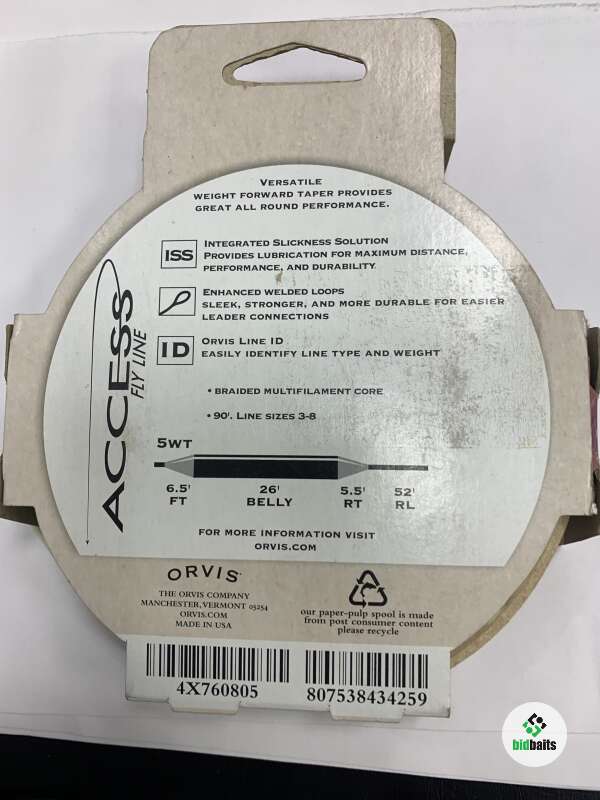 VERSATILE
WEIGHT FORWARD TAPER PROVIDES
GREAT ALL ROUND PERFORMANCE.
ISS
INTEGRATED SLICKNESS SOLUTION
PROVIDES LUBRICATION FOR MAXIMUM DISTANCE,
PERFORMANCE, AND DURABILITY
ENHANCED WELDED LOOPS
SLEEK, STRONGER, AND MORE DURABLE FOR EASIER
LEADER CONNECTIONS
ID
ORVIS LINE ID
EASILY IDENTIFY LINE TYPE AND WEIGHT
ACCESS
FLY LINE
• BRAIDED MULTIFILAMENT CORE
• 90'. LINE SIZES 3-8
5WT
6.5' 26' 5.5' 52'
FT BELLY RT RL
FOR MORE INFORMATION VISIT
ORVIS.COM
ORVIS
THE ORVIS COMPANY
MANCHESTER, VERMONT 05254
ORVIS.COM
MADE IN USA
our paper-pulp spool is made
from post consumer content
please recycle
4X760805
807538434259
bidbaits